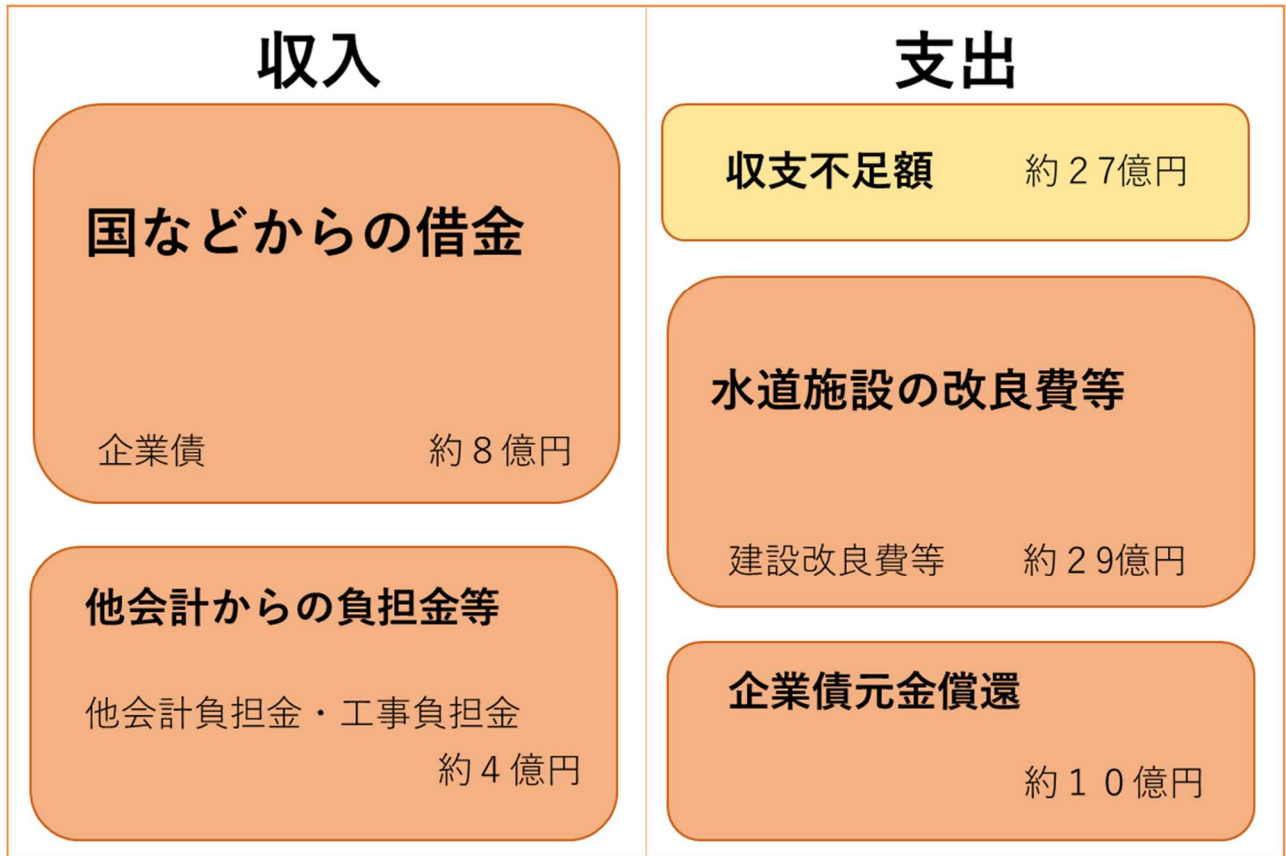 収入
国などからの借金
企業債 約８億円
他会計からの負担金等
他会計負担金・工事負担金
約４億円
支出
収支不足額 約２7億円
水道施設の改良費等
建設改良費等 約２9億円
企業債元金償還
約１０億円